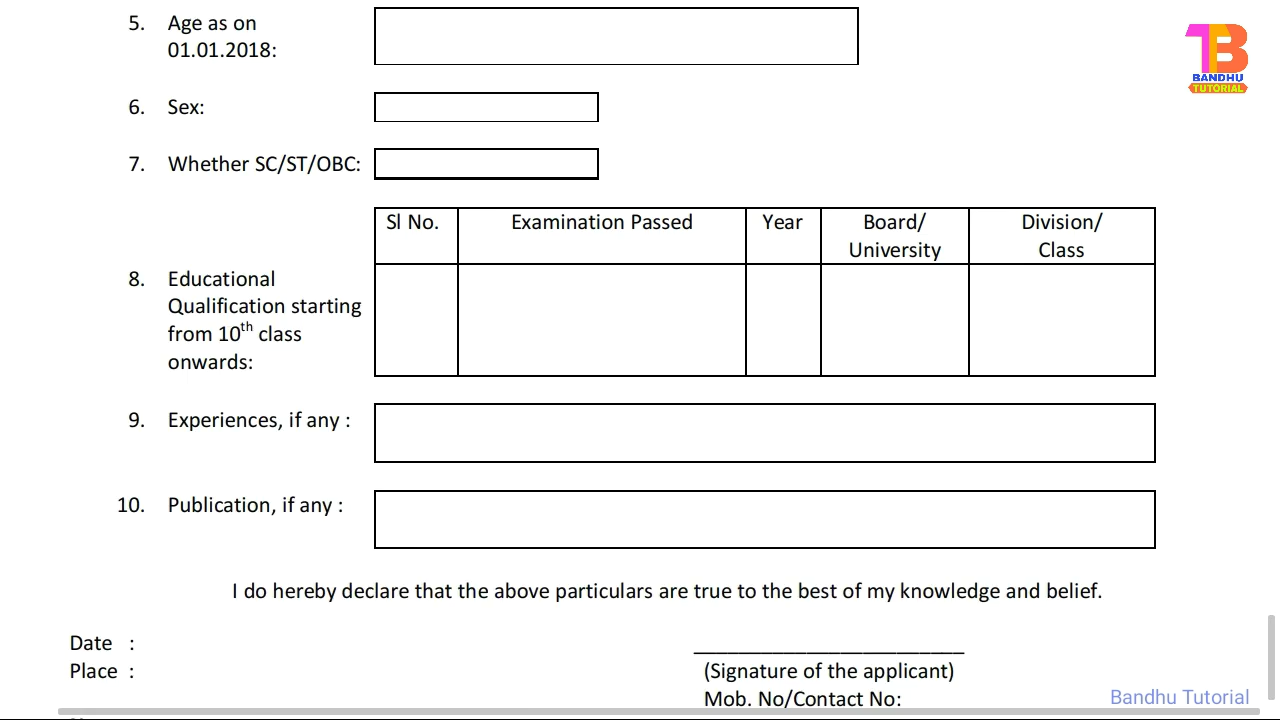 5. Age as on
01.01.2018:
6. Sex:
7. Whether SC/ST/OBC:
Sl No. Examination Passed Year Board/ University Division/ Class
8. Educational
Qualification starting
from 10th class
onwards:
9. Experiences, if any :
10. Publication, if any :
I do hereby declare that the above particulars are true to the best of my knowledge and belief.
Date :
Place :
(Signature of the applicant)
Mob. No/Contact No:
TB
BANDHU
TUTORIAL
Bandhu Tutorial